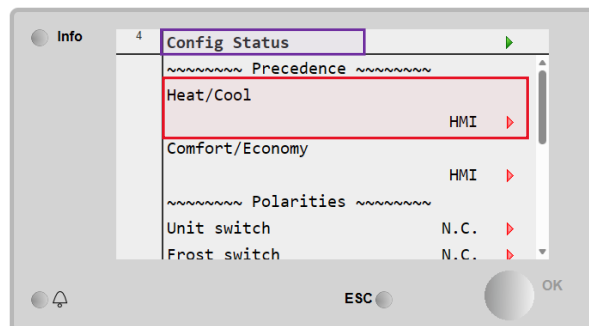 Info
4 Config Status
~~~~~~~~ Precedence ~~~~~~~~
Heat/Cool
HMI
Comfort/Economy
HMI
~~~~~~~~ Polarities ~~~~~~~~
Unit switch N.C.
Frost switch N.C.
ESC
OK